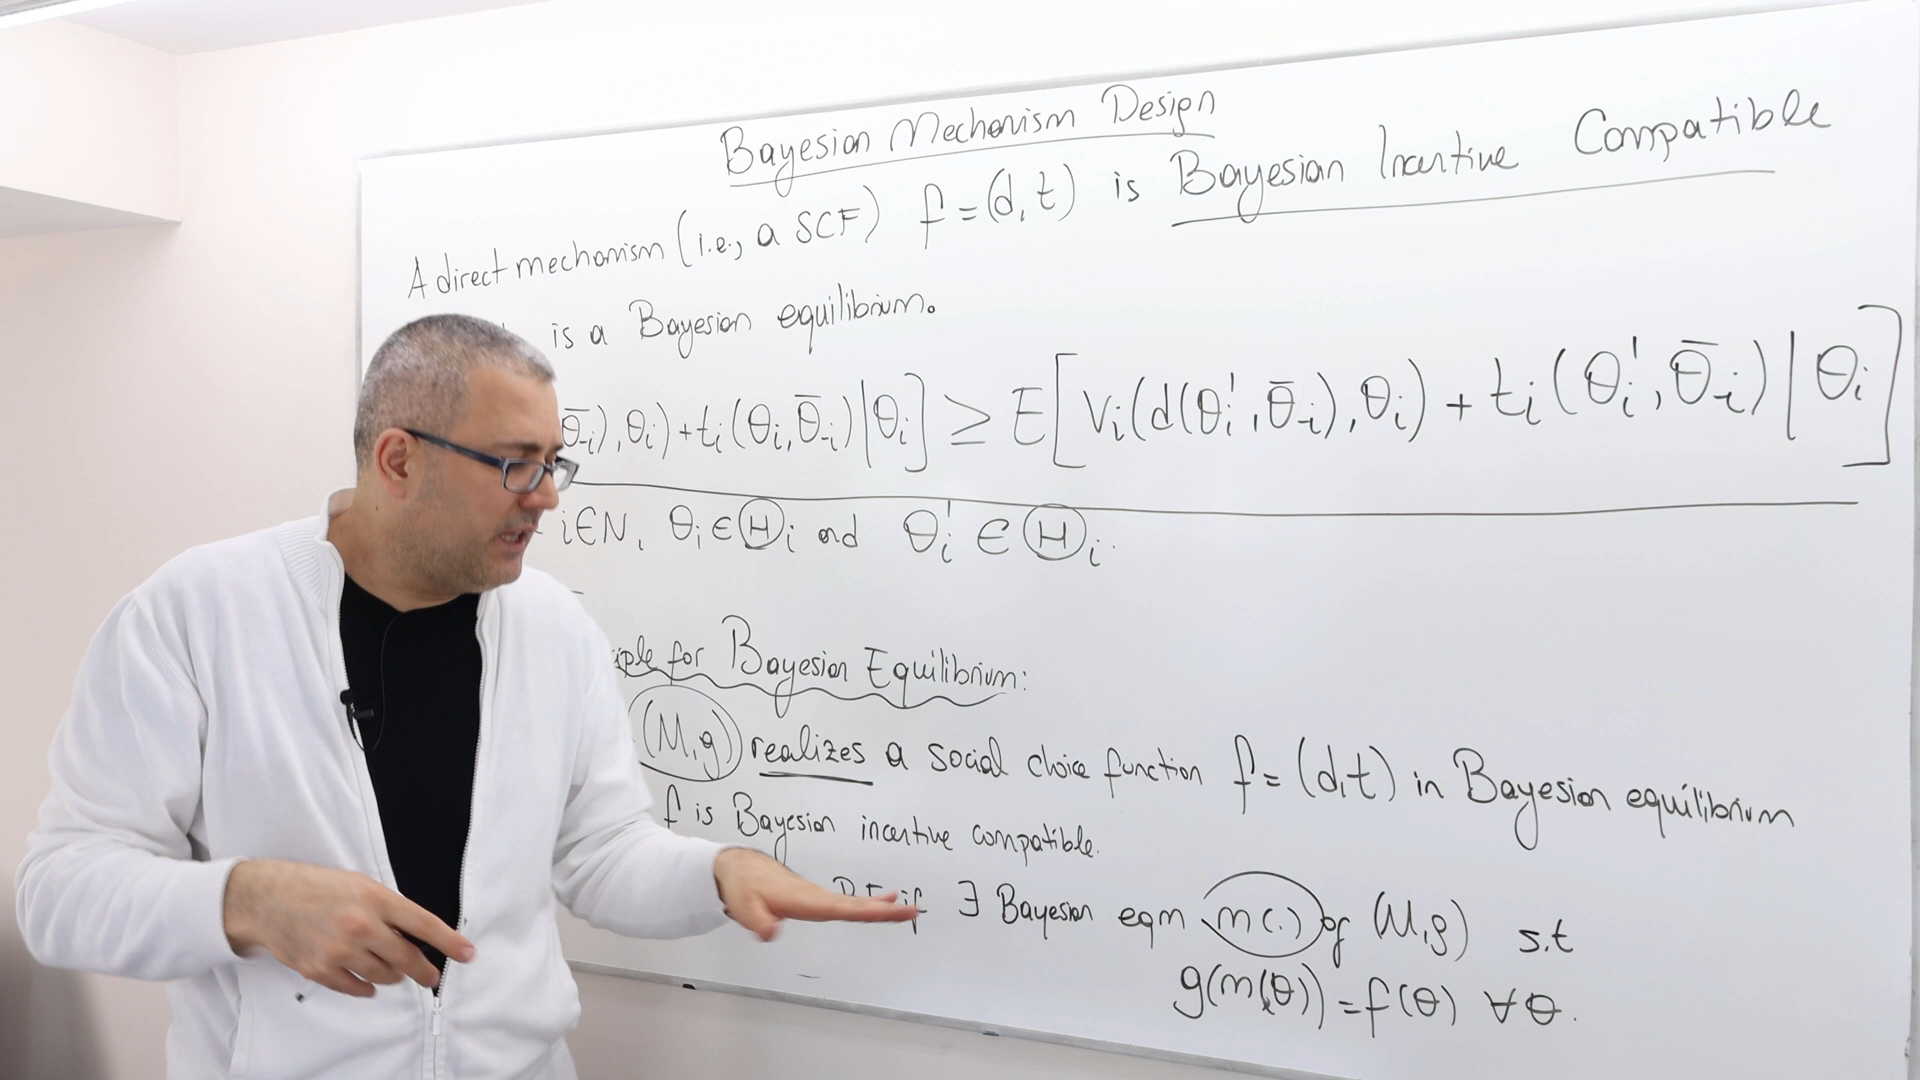 Bayesian Mechanism Design
A direct mechanism (i.e., a SCF) f = (d, t) is Bayesian Incentive Compatible
is a Bayesian equilibrium.
θ̄₋ᵢ), θᵢ) + tᵢ(θᵢ, θ̄₋ᵢ) | θᵢ] ≥ E[vᵢ(d(θᵢ', θ̄₋ᵢ), θᵢ) + tᵢ(θᵢ', θ̄₋ᵢ) | θᵢ]
i∈N, θᵢ ∈ Θᵢ and θᵢ' ∈ Θᵢ.
for Bayesian Equilibrium:
(M, g) realizes a social choice function f = (d, t) in Bayesian equilibrium
f is Bayesian incentive compatible.
if ∃ Bayesian eqm m(.) of (M, g) s.t
g(m(θ)) = f(θ) ∀ θ.